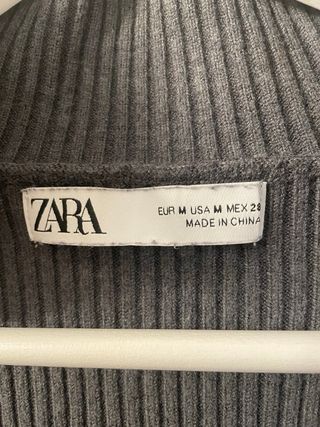 ZARA
EUR M USA M MEX 28
MADE IN CHINA